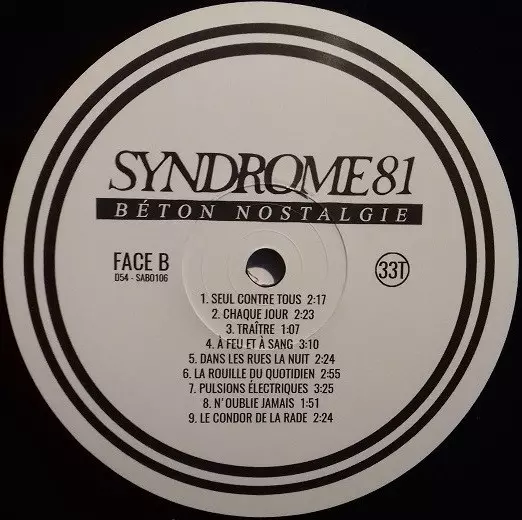 SYNDROME 81
BÉTON NOSTALGIE
FACE B
D54 - SAB0106
33T
1. SEUL CONTRE TOUS 2:17
2. CHAQUE JOUR 2:23
3. TRAÎTRE 1:07
4. À FEU ET À SANG 3:10
5. DANS LES RUES LA NUIT 2:24
6. LA ROUILLE DU QUOTIDIEN 2:55
7. PULSIONS ÉLECTRIQUES 3:25
8. N'OUBLIE JAMAIS 1:51
9. LE CONDOR DE LA RADE 2:24